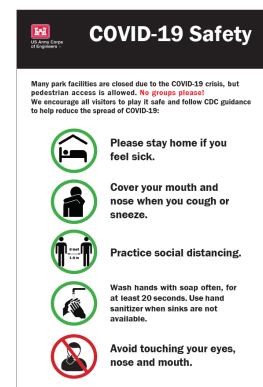 US Army Corps
of Engineers
COVID-19 Safety
Many park facilities are closed due to the COVID-19 crisis, but
pedestrian access is allowed. No groups please!
We encourage all visitors to play it safe and follow CDC guidance
to help reduce the spread of COVID-19:
Please stay home if you
feel sick.
Cover your mouth and
nose when you cough or
sneeze.
6 feet
1.8 m
Practice social distancing.
Wash hands with soap often, for
at least 20 seconds. Use hand
sanitizer when sinks are not
available.
Avoid touching your eyes,
nose and mouth.